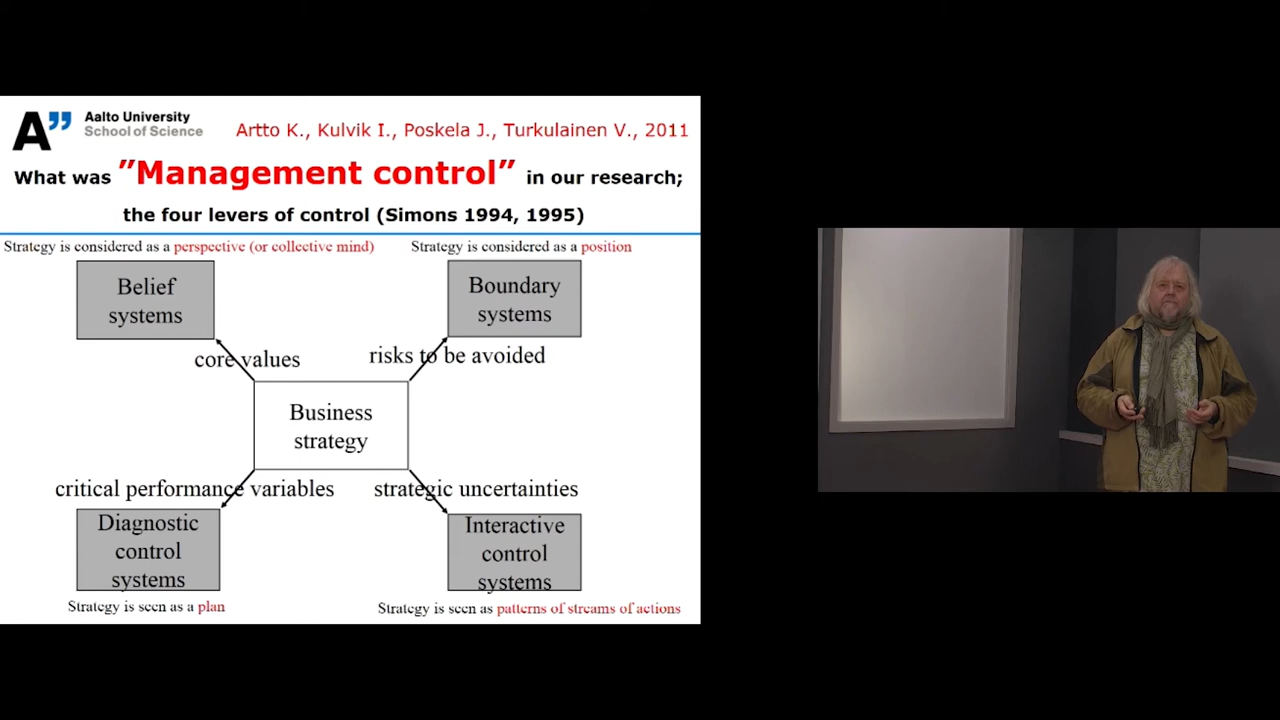 Aalto University
School of Science
Artto K., Kulvik I., Poskela J., Turkulainen V., 2011
What was ”Management control” in our research;
the four levers of control (Simons 1994, 1995)
Strategy is considered as a perspective (or collective mind)
Strategy is considered as a position
Belief
systems
Boundary
systems
core values
risks to be avoided
Business
strategy
critical performance variables
strategic uncertainties
Diagnostic
control
systems
Interactive
control
systems
Strategy is seen as a plan
Strategy is seen as patterns of streams of actions